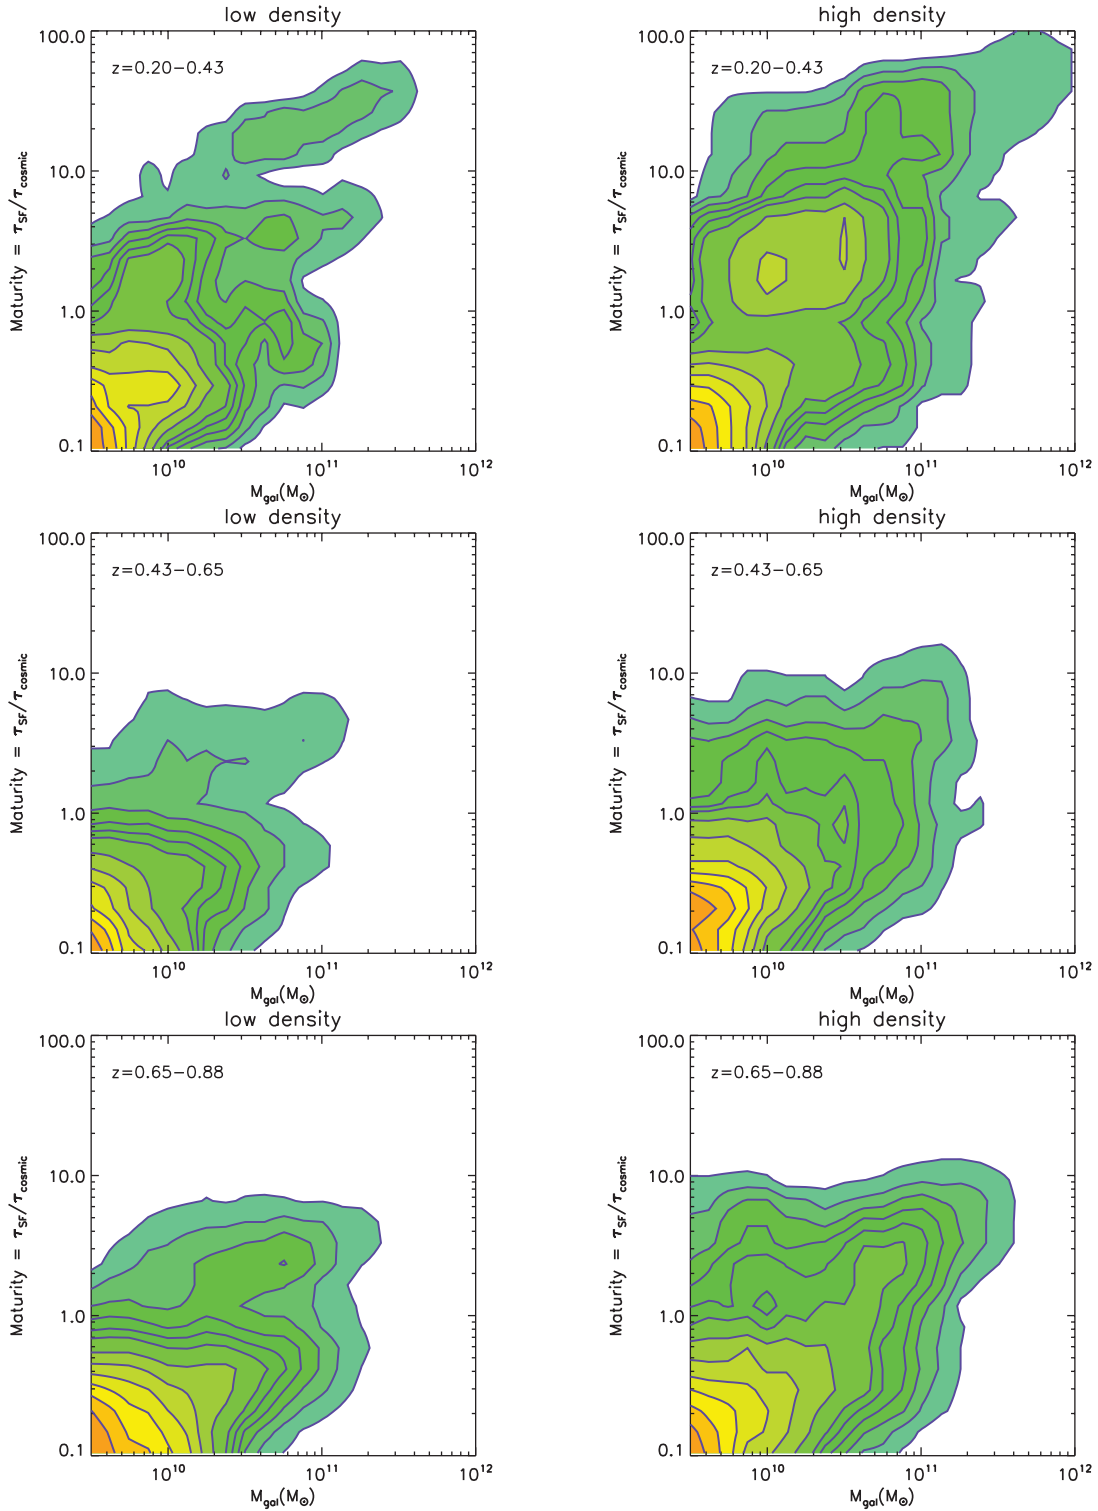 low density
high density
100.0
z=0.20−0.43
10.0
1.0
0.1
Maturity = τSF/τcosmic
10^10
10^11
10^12
Mgal(M⊙)
100.0
z=0.20−0.43
10.0
1.0
0.1
Maturity = τSF/τcosmic
10^10
10^11
10^12
Mgal(M⊙)
low density
high density
100.0
z=0.43−0.65
10.0
1.0
0.1
Maturity = τSF/τcosmic
10^10
10^11
10^12
Mgal(M⊙)
100.0
z=0.43−0.65
10.0
1.0
0.1
Maturity = τSF/τcosmic
10^10
10^11
10^12
Mgal(M⊙)
low density
high density
100.0
z=0.65−0.88
10.0
1.0
0.1
Maturity = τSF/τcosmic
10^10
10^11
10^12
Mgal(M⊙)
100.0
z=0.65−0.88
10.0
1.0
0.1
Maturity = τSF/τcosmic
10^10
10^11
10^12
Mgal(M⊙)